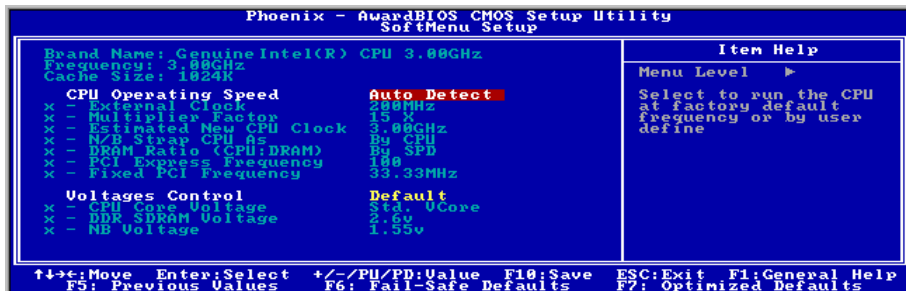 Phoenix - AwardBIOS CMOS Setup Utility
SoftMenu Setup
Brand Name: Genuine Intel(R) CPU 3.00GHz
Frequency: 3.00GHz
Cache Size: 1024K
CPU Operating Speed Auto Detect
x - External Clock 200MHz
x - Multiplier Factor 15 X
x - Estimated New CPU Clock 3.00GHz
x - N/B Strap CPU As By CPU
x - DRAM Ratio (CPU:DRAM) By SPD
x - PCI Express Frequency 100
x - Fixed PCI Frequency 33.33MHz
Voltages Control Default
x - CPU Core Voltage Std. VCore
x - DDR SDRAM Voltage 2.6v
x - NB Voltage 1.55v
Item Help
Menu Level ►
Select to run the CPU
at factory default
frequency or by user
define
↑↓→←:Move Enter:Select +/-/PU/PD:Value F10:Save ESC:Exit F1:General Help
F5: Previous Values F6: Fail-Safe Defaults F7: Optimized Defaults